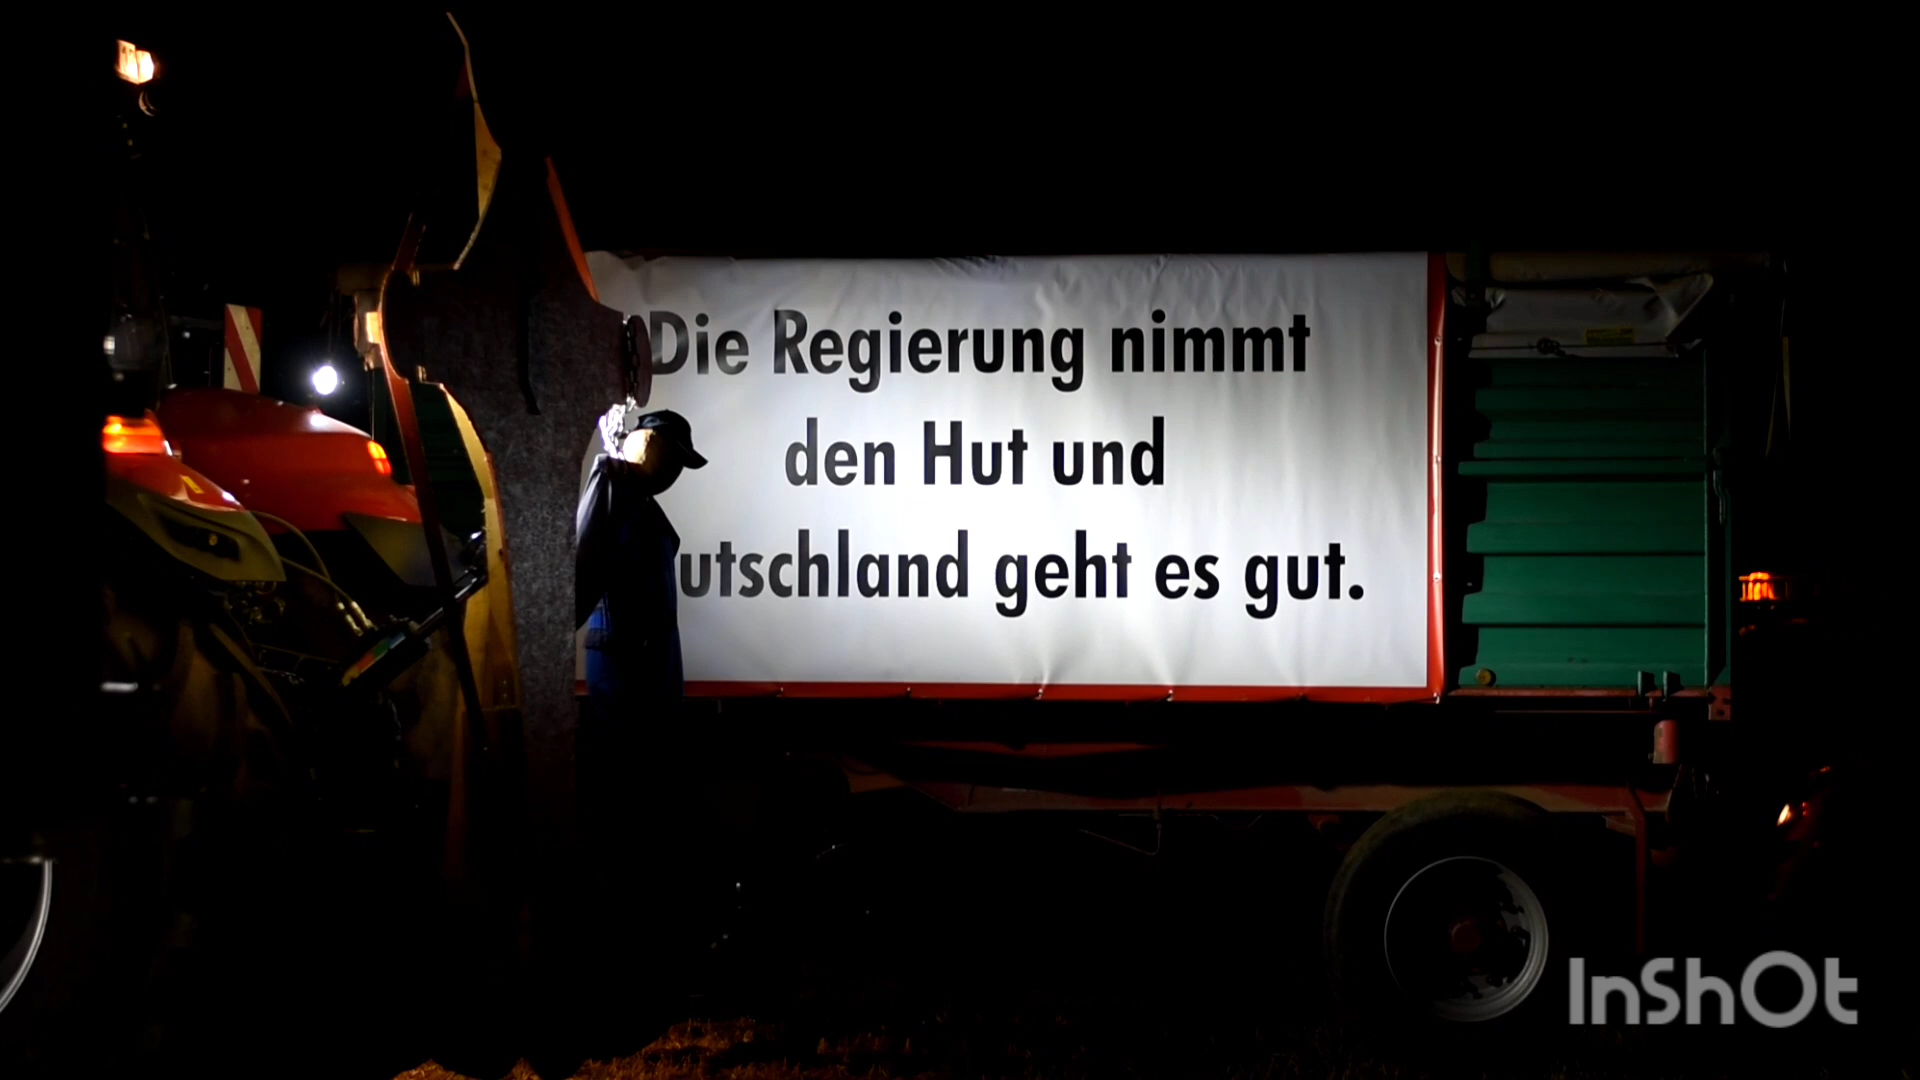 Die Regierung nimmt
den Hut und
utschland geht es gut.
InShOt